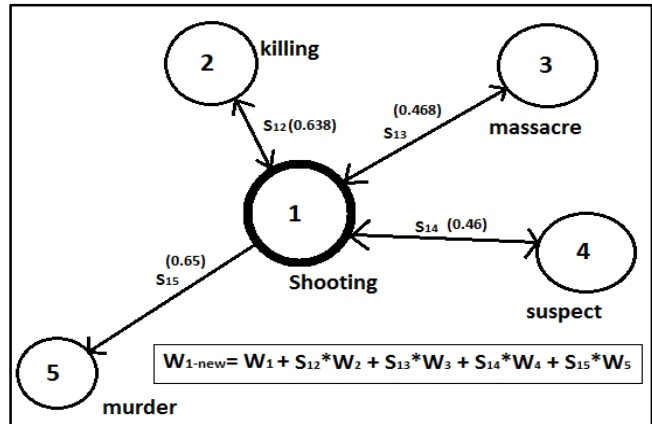 2
killing
3
massacre
S12 (0.638)
(0.468)
S13
1
Shooting
S14 (0.46)
4
suspect
(0.65)
S15
5
murder
W1-new= W1 + S12*W2 + S13*W3 + S14*W4 + S15*W5